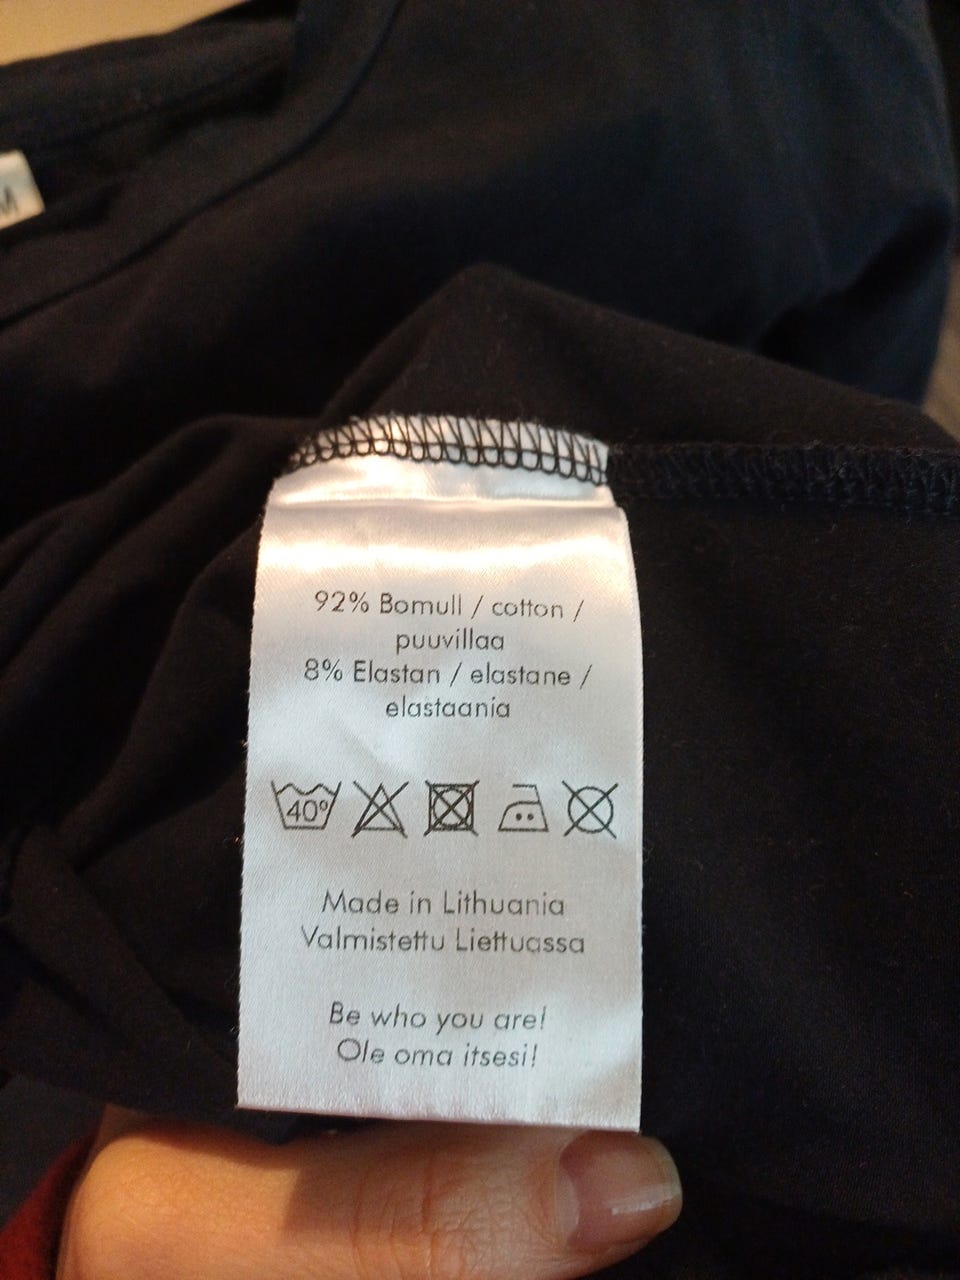 M
92% Bomull / cotton /
puuvillaa
8% Elastan / elastane /
elastaania
40°
Made in Lithuania
Valmistettu Liettuassa
Be who you are!
Ole oma itsesi!